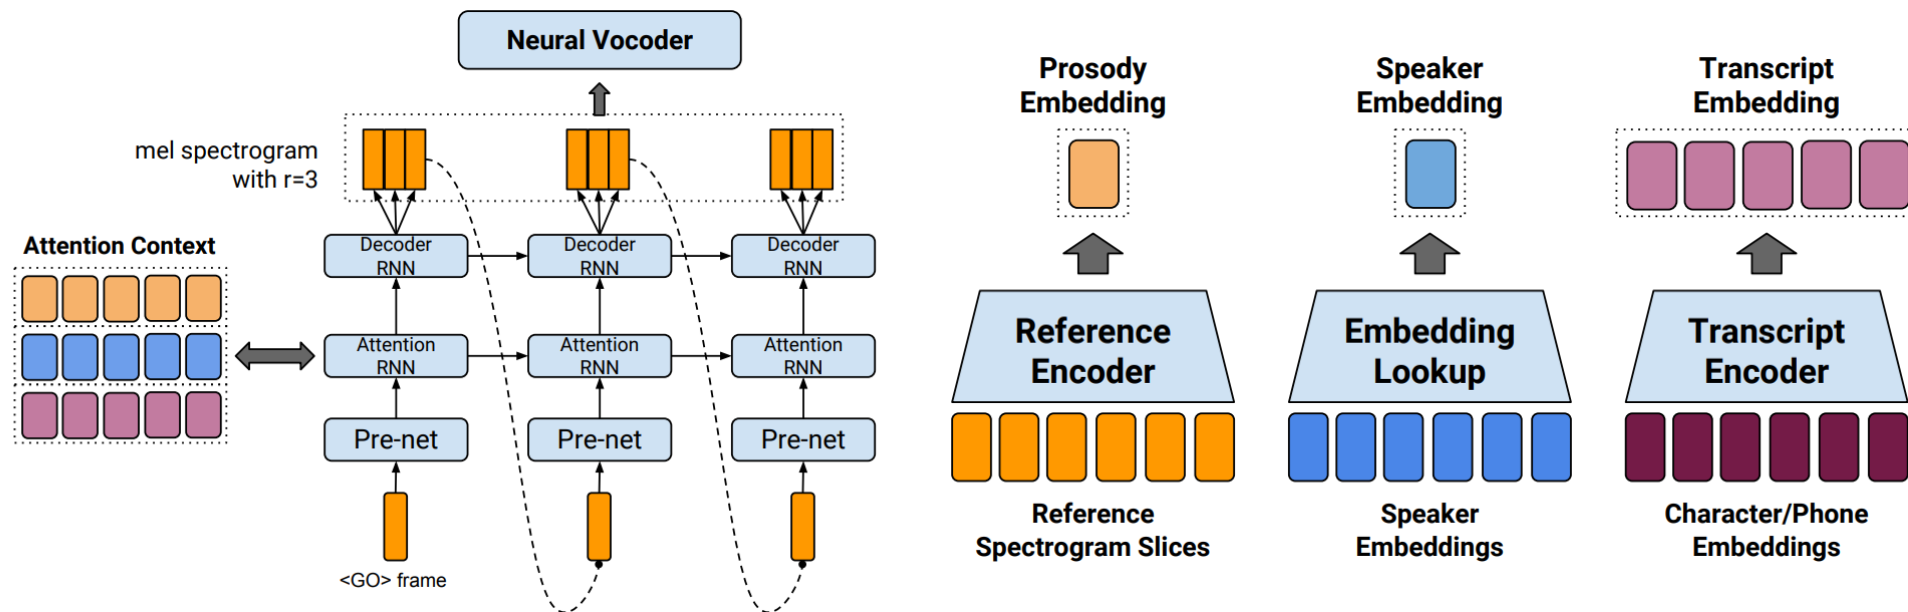 Neural Vocoder
mel spectrogram
with r=3
Attention Context
Decoder
RNN
Decoder
RNN
Decoder
RNN
Attention
RNN
Attention
RNN
Attention
RNN
Pre-net
Pre-net
Pre-net
<GO> frame
Prosody
Embedding
Reference
Encoder
Reference
Spectrogram Slices
Speaker
Embedding
Embedding
Lookup
Speaker
Embeddings
Transcript
Embedding
Transcript
Encoder
Character/Phone
Embeddings